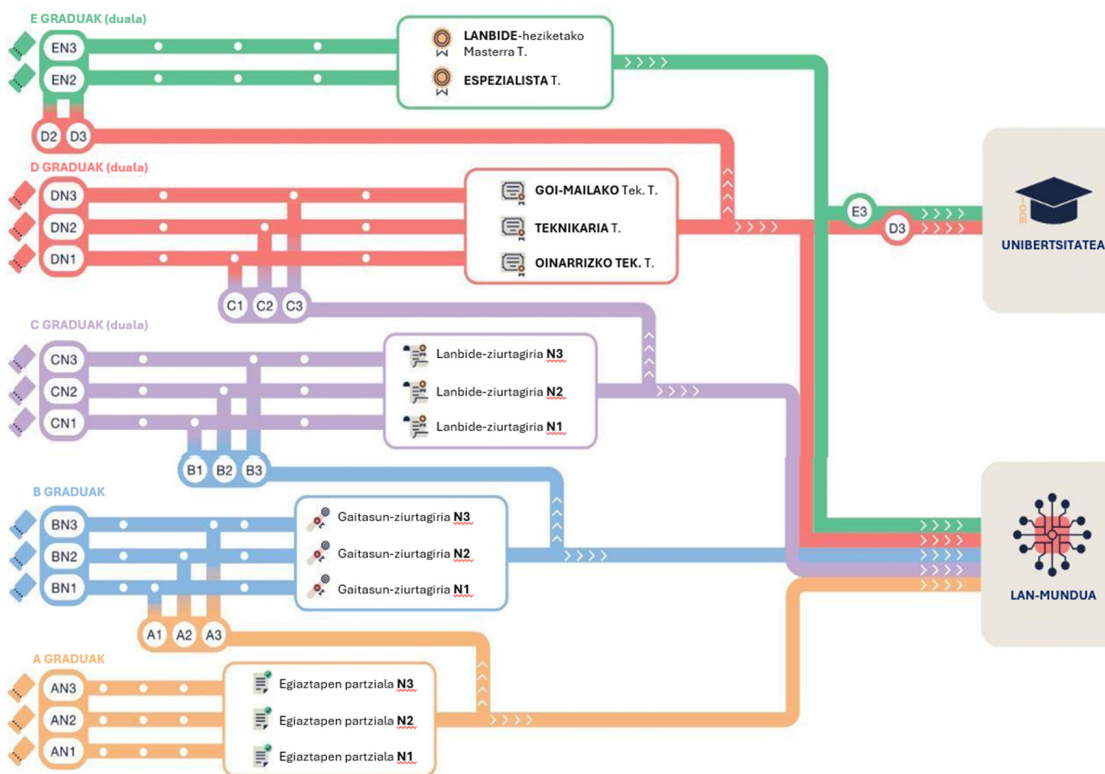 E GRADUAK (duala)
EN3
EN2
LANBIDE-heziketako
Masterra T.
ESPEZIALISTA T.
D2 D3
D GRADUAK (duala)
DN3
DN2
DN1
GOI-MAILAKO Tek. T.
TEKNIKARIA T.
OINARRIZKO TEK. T.
E3
D3
UNIBERTSITATEA
C1 C2 C3
C GRADUAK (duala)
CN3
CN2
CN1
Lanbide-ziurtagiria N3
Lanbide-ziurtagiria N2
Lanbide-ziurtagiria N1
B1 B2 B3
B GRADUAK
BN3
BN2
BN1
Gaitasun-ziurtagiria N3
Gaitasun-ziurtagiria N2
Gaitasun-ziurtagiria N1
LAN-MUNDUA
A1 A2 A3
A GRADUAK
AN3
AN2
AN1
Egiaztapen partziala N3
Egiaztapen partziala N2
Egiaztapen partziala N1